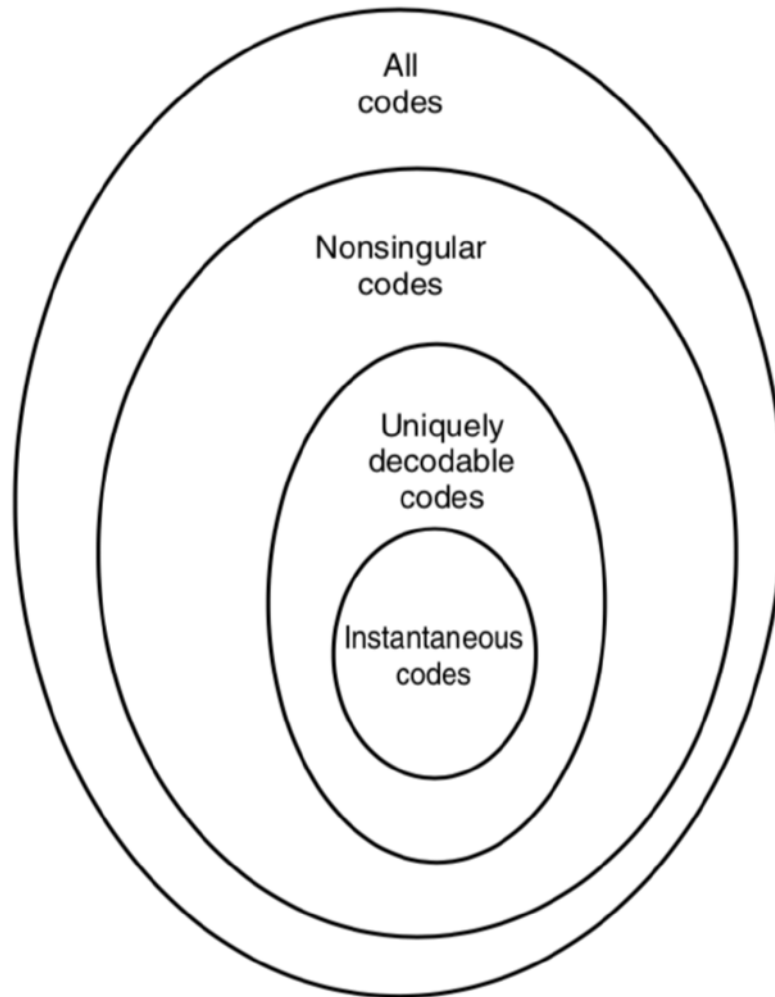 All
codes
Nonsingular
codes
Uniquely
decodable
codes
Instantaneous
codes